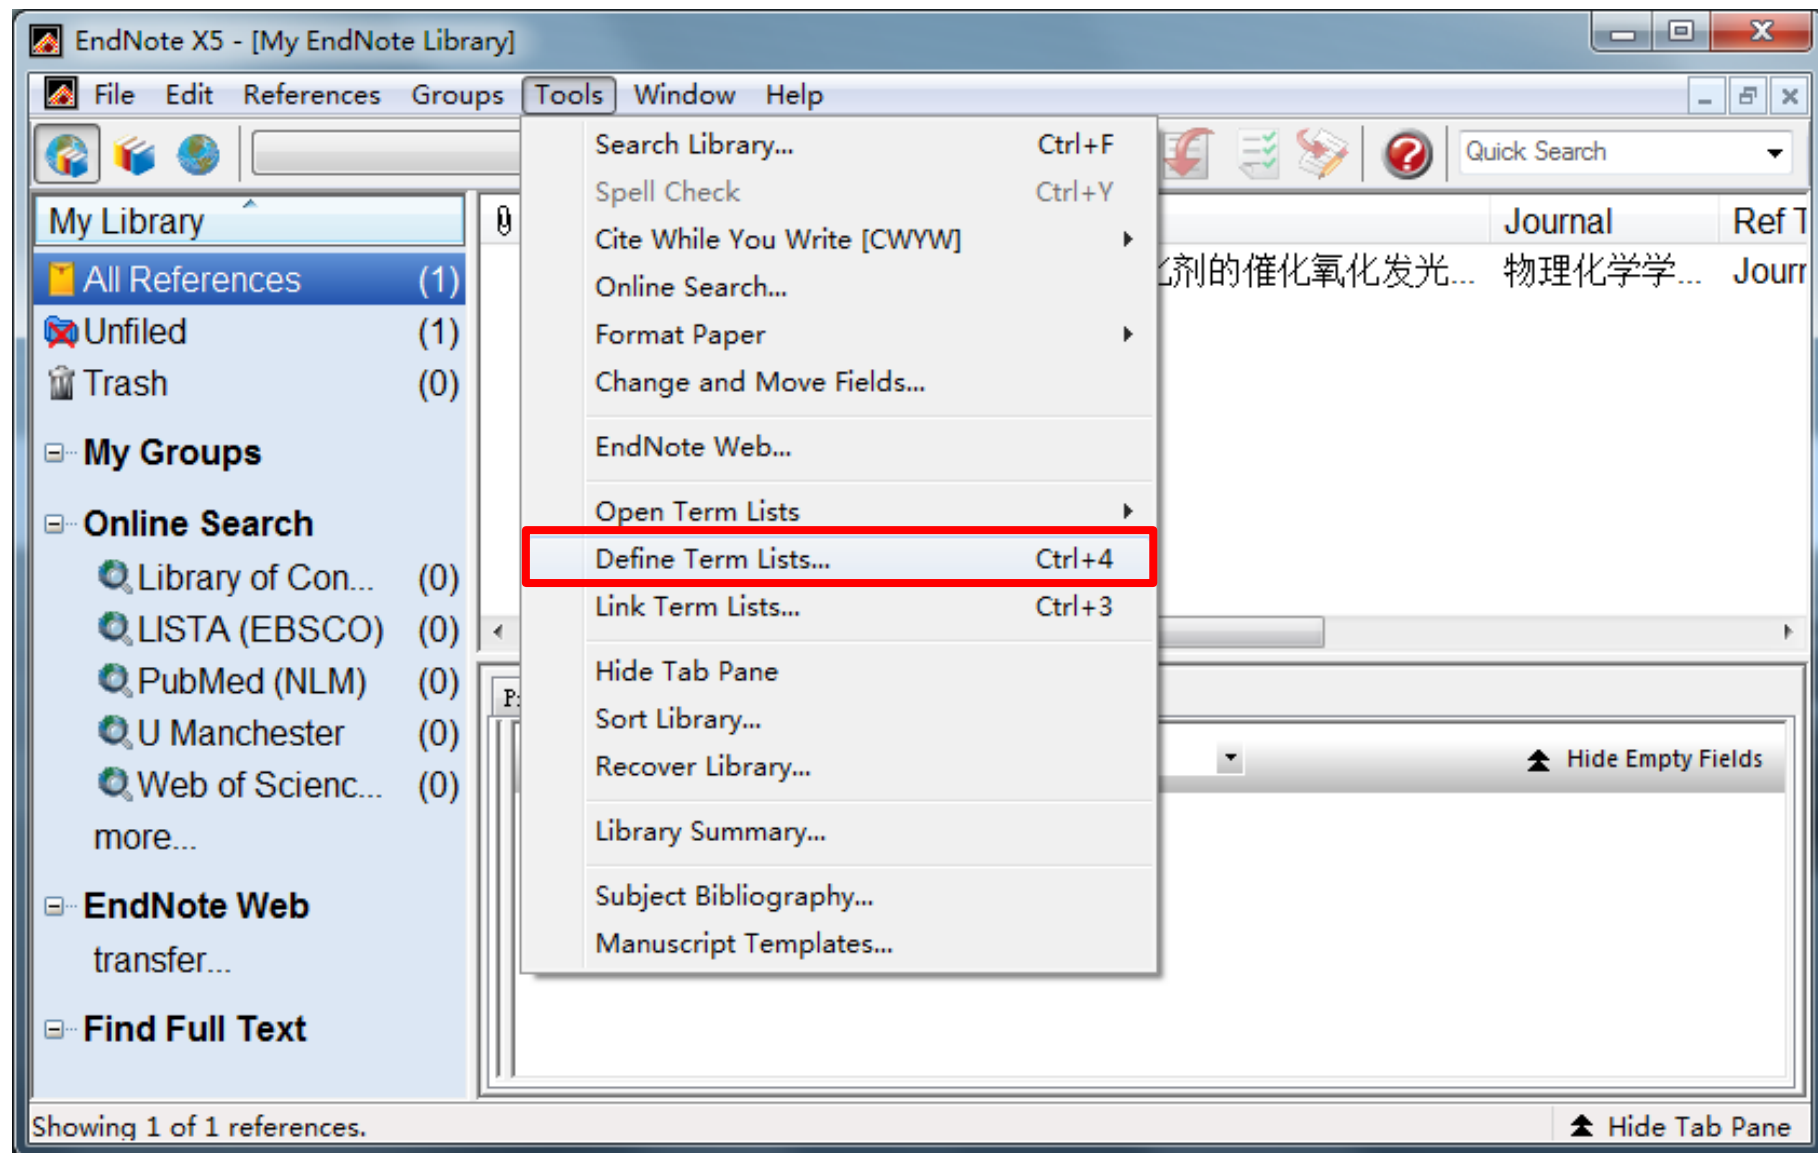 EndNote X5 - [My EndNote Library]
File Edit References Groups Tools Window Help
Quick Search
My Library
All References (1)
Unfiled (1)
Trash (0)
My Groups
Online Search
Library of Con... (0)
LISTA (EBSCO) (0)
PubMed (NLM) (0)
U Manchester (0)
Web of Scienc... (0)
more...
EndNote Web
transfer...
Find Full Text
Search Library... Ctrl+F
Spell Check Ctrl+Y
Cite While You Write [CWYW]
Online Search...
Format Paper
Change and Move Fields...
EndNote Web...
Open Term Lists
Define Term Lists... Ctrl+4
Link Term Lists... Ctrl+3
Hide Tab Pane
Sort Library...
Recover Library...
Library Summary...
Subject Bibliography...
Manuscript Templates...
Journal Ref T
剂的催化氧化发光... 物理化学学... Jour
Hide Empty Fields
Showing 1 of 1 references.
Hide Tab Pane